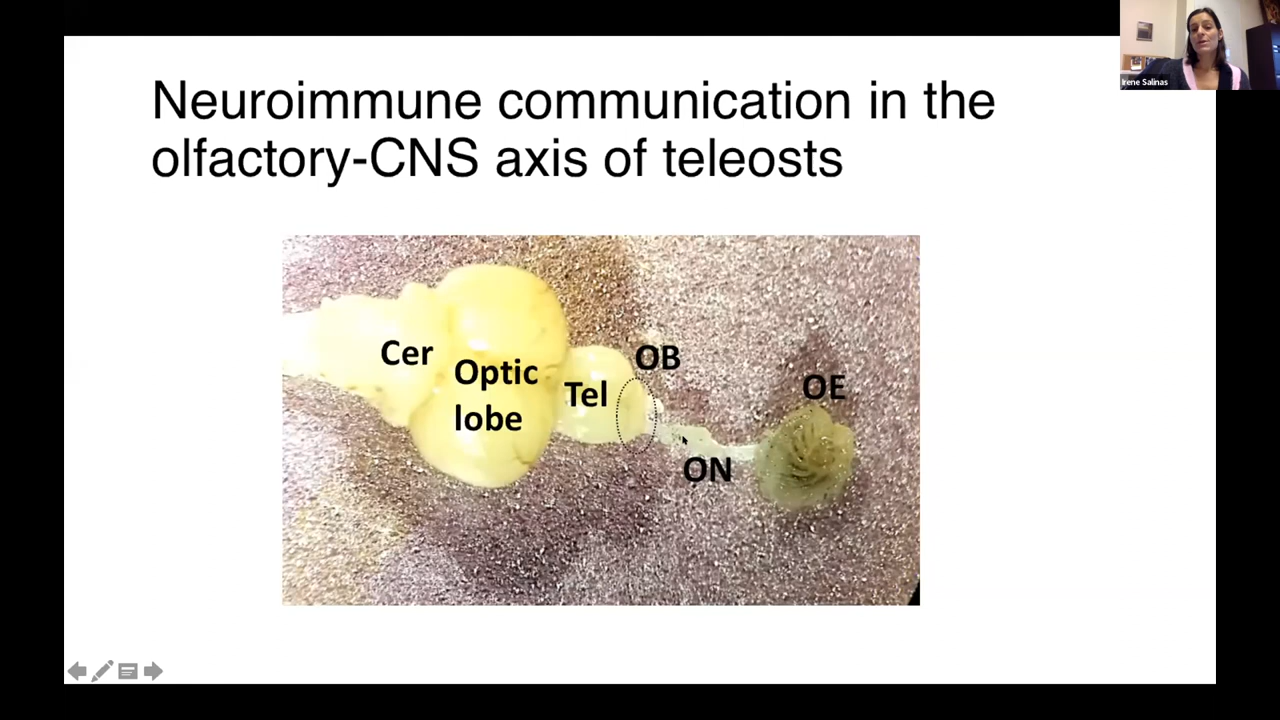 Neuroimmune communication in the
olfactory-CNS axis of teleosts
Irene Salinas
Cer
Optic
lobe
Tel
OB
ON
OE